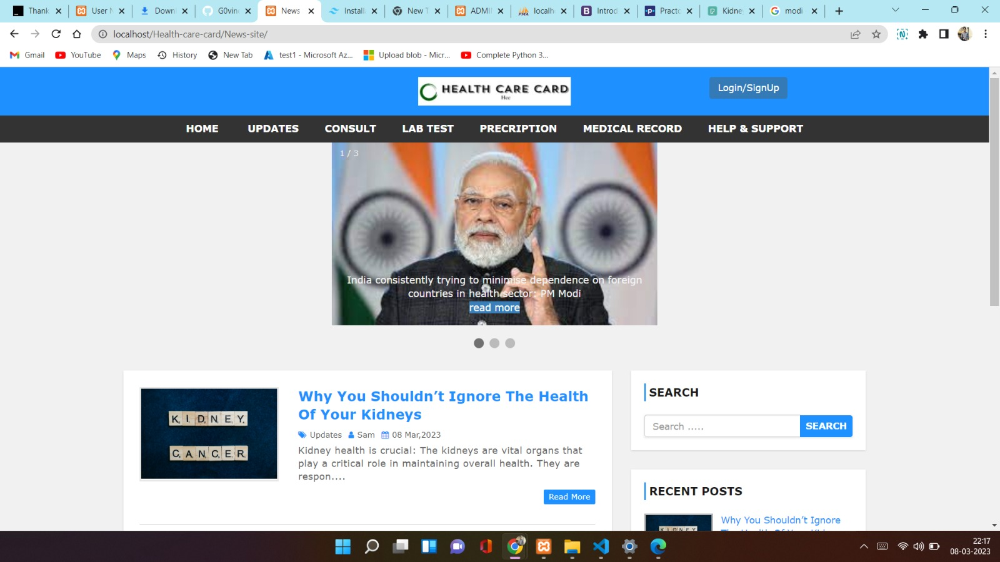 Thank
User N
Downl
G0vind
News
Install
New T
ADMI
localh
Introd
Practo
Kidne
modi
localhost/Health-care-card/News-site/
Gmail
YouTube
Maps
History
New Tab
test1 - Microsoft Az...
Upload blob - Micr...
Complete Python 3...
HEALTH CARE CARD
Hcc
Login/SignUp
HOME
UPDATES
CONSULT
LAB TEST
PRECRIPTION
MEDICAL RECORD
HELP & SUPPORT
1 / 3
India consistently trying to minimise dependence on foreign
countries in health sector: PM Modi
read more
KIDNEY
CANCER
Why You Shouldn’t Ignore The Health
Of Your Kidneys
Updates Sam 08 Mar,2023
Kidney health is crucial: The kidneys are vital organs that
play a critical role in maintaining overall health. They are
respon....
Read More
SEARCH
Search .....
SEARCH
RECENT POSTS
KIDNEY
Why You Shouldn’t Ignore
22:17
08-03-2023